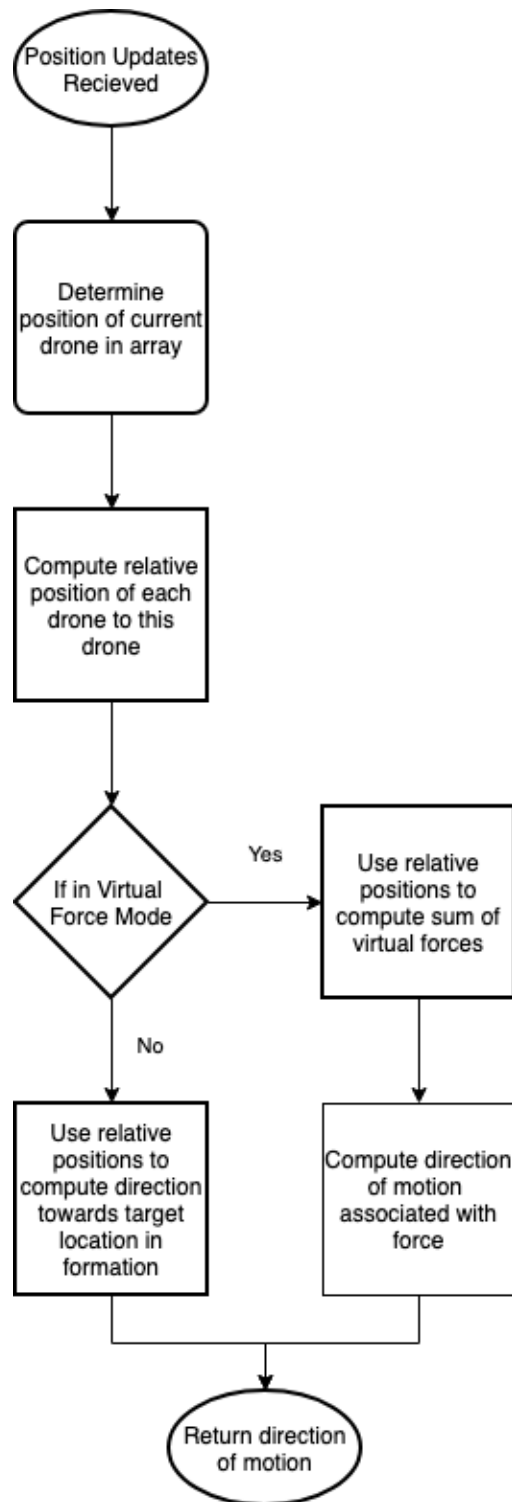 Position Updates
Recieved
Determine
position of current
drone in array
Compute relative
position of each
drone to this
drone
If in Virtual
Force Mode
Yes
Use relative
positions to
compute sum of
virtual forces
No
Use relative
positions to
compute direction
towards target
location in
formation
Compute direction
of motion
associated with
force
Return direction
of motion